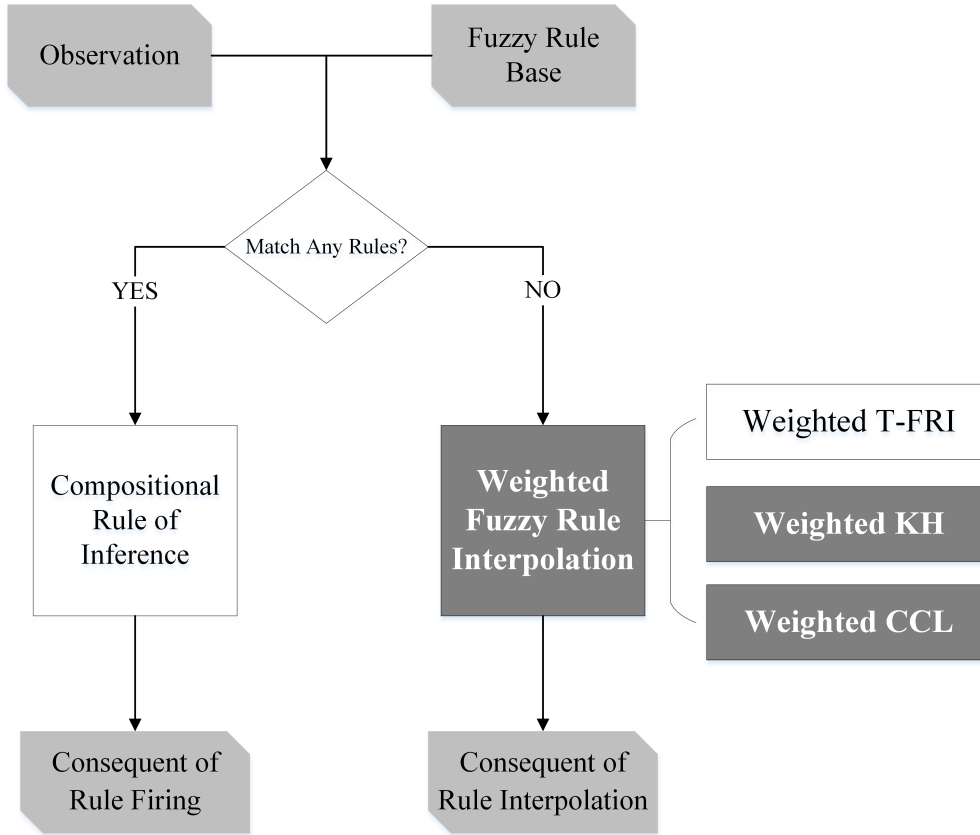 Observation
Fuzzy Rule
Base
Match Any Rules?
YES
NO
Compositional
Rule of
Inference
Weighted
Fuzzy Rule
Interpolation
Weighted T-FRI
Weighted KH
Weighted CCL
Consequent of
Rule Firing
Consequent of
Rule Interpolation